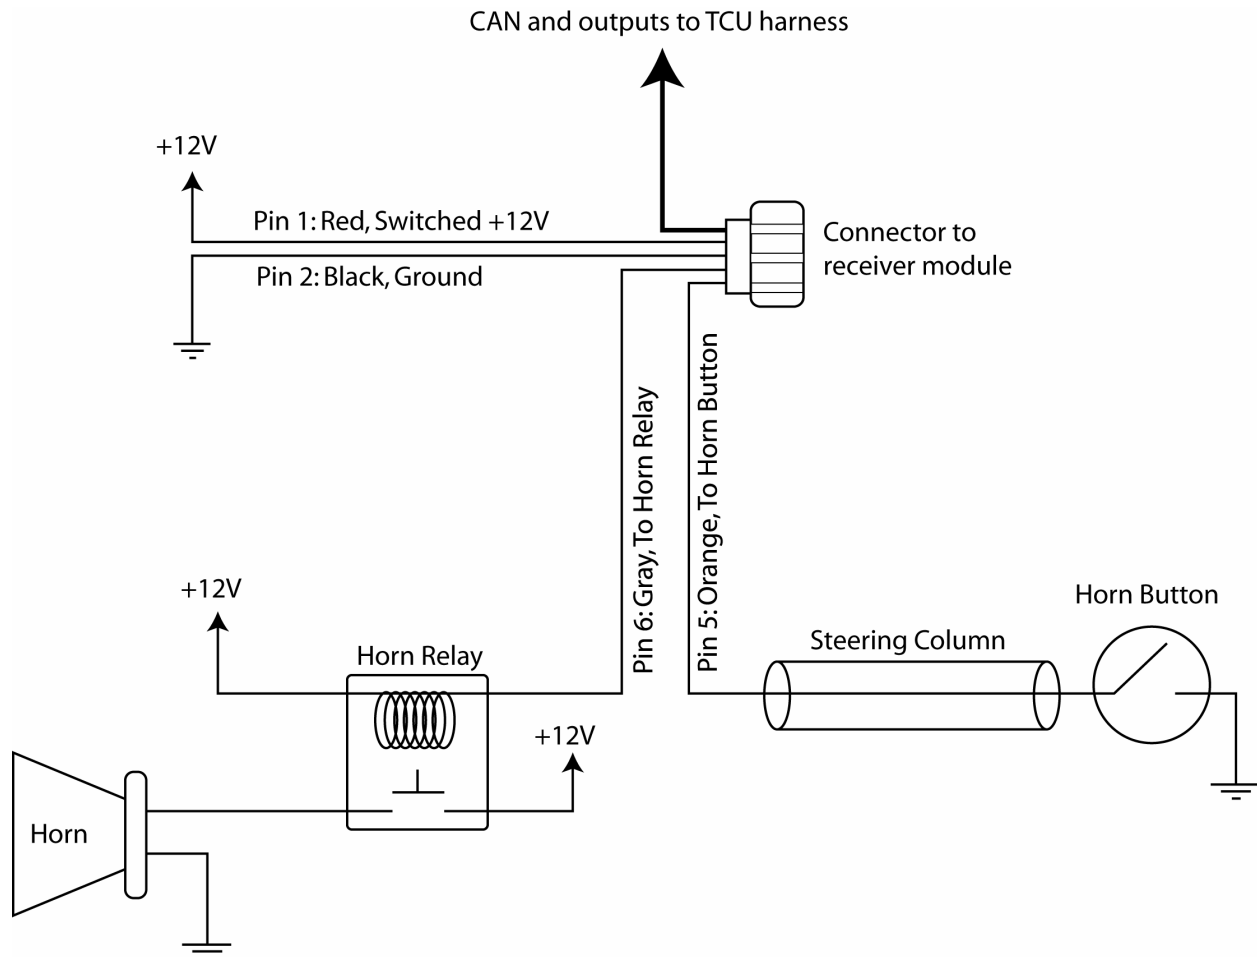 CAN and outputs to TCU harness
+12V
Pin 1: Red, Switched +12V
Connector to
receiver module
Pin 2: Black, Ground
Pin 6: Gray, To Horn Relay
Pin 5: Orange, To Horn Button
+12V
Horn Button
Steering Column
Horn Relay
+12V
Horn